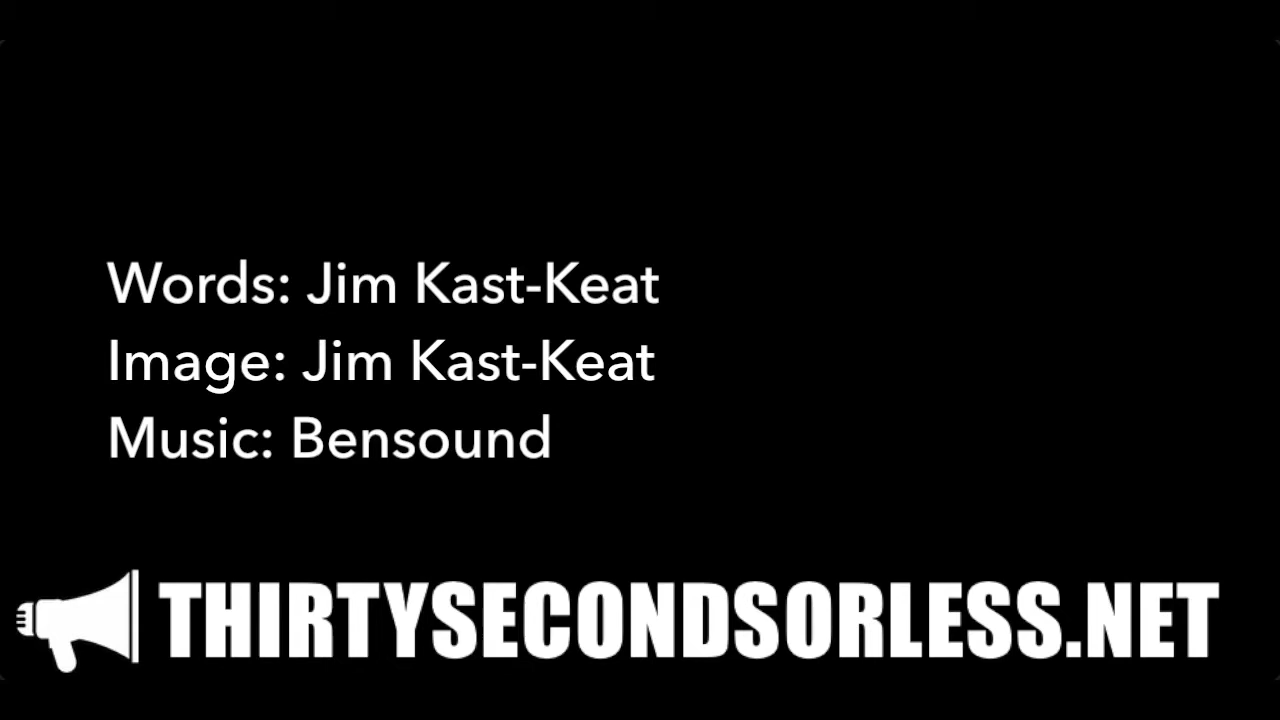 Words: Jim Kast-Keat
Image: Jim Kast-Keat
Music: Bensound
THIRTYSECONDSORLESS.NET